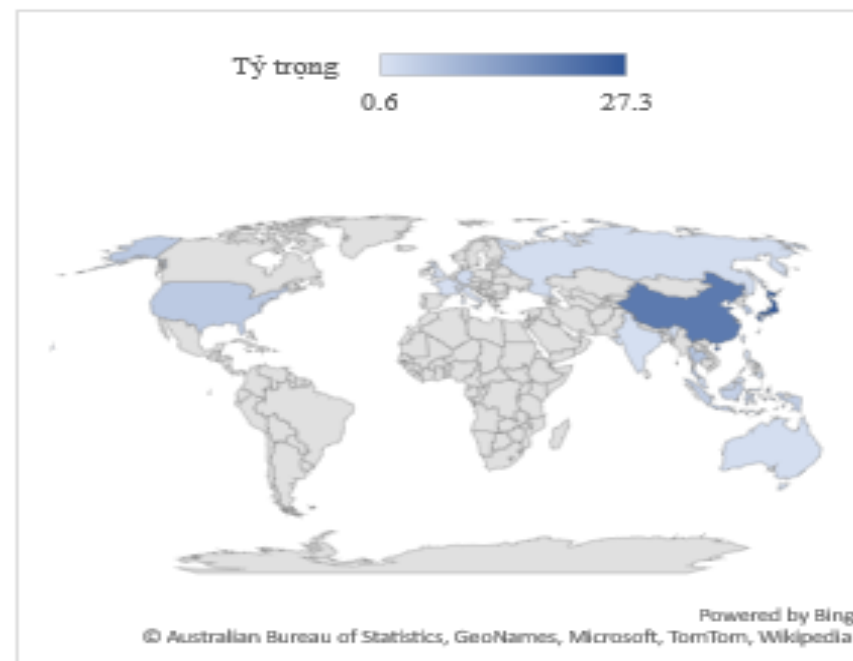 Tỷ trọng
0.6 27.3
Powered by Bing
© Australian Bureau of Statistics, GeoNames, Microsoft, TomTom, Wikipedia